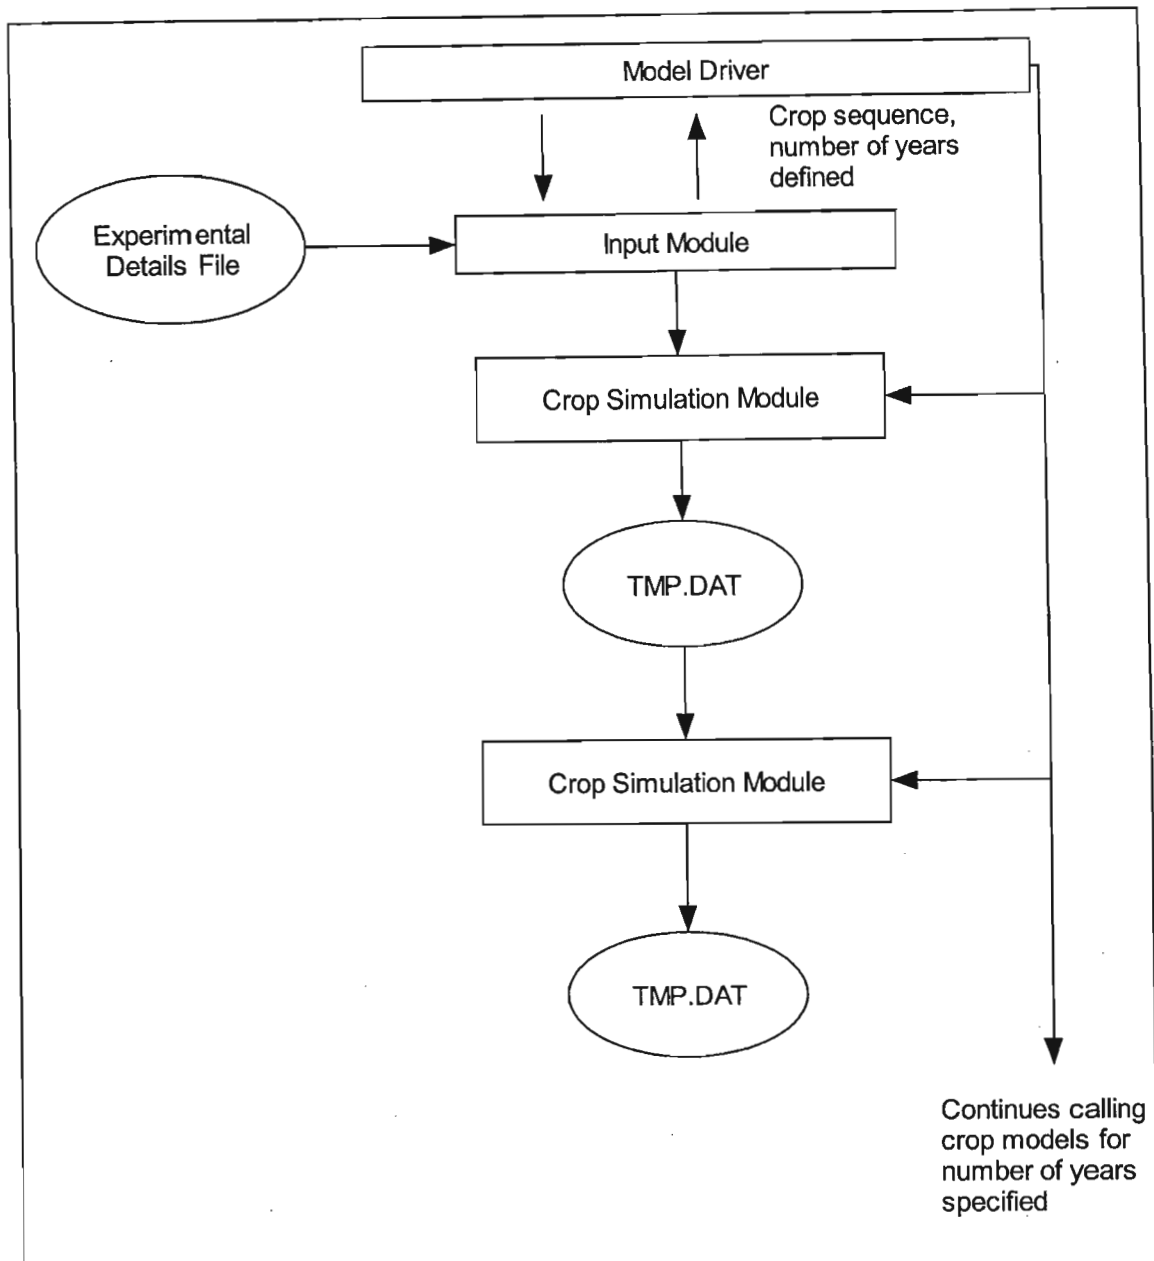 Model Driver
Crop sequence,
number of years
defined
Experimental
Details File
Input Module
Crop Simulation Module
TMP.DAT
Crop Simulation Module
TMP.DAT
Continues calling
crop models for
number of years
specified